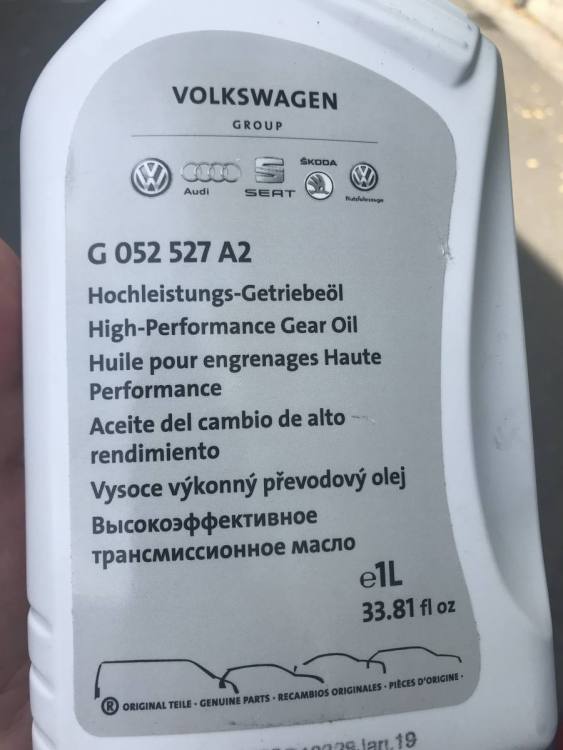 VOLKSWAGEN
GROUP
Audi
SEAT
ŠKODA
Nutzfahrzeuge
G 052 527 A2
Hochleistungs-Getriebeöl
High-Performance Gear Oil
Huile pour engrenages Haute
Performance
Aceite del cambio de alto
rendimiento
Vysoce výkonný převodový olej
Высокоэффективное
трансмиссионное масло
e1L
33.81 fl oz
® ORIGINAL TEILE · GENUINE PARTS · RECAMBIOS ORIGINALES · PIÈCES D'ORIGINE ·